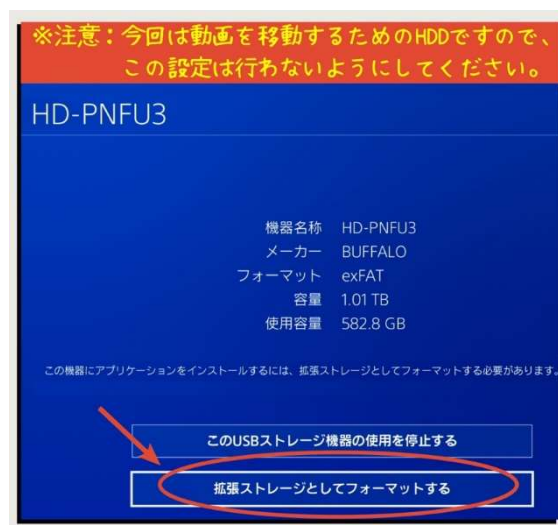 ※注意：今回は動画を移動するためのHDDですので、
この設定は行わないようにしてください。
HD-PNFU3
機器名称 HD-PNFU3
メーカー BUFFALO
フォーマット exFAT
容量 1.01 TB
使用容量 582.8 GB
この機器にアプリケーションをインストールするには、拡張ストレージとしてフォーマットする必要があります。
このUSBストレージ機器の使用を停止する
拡張ストレージとしてフォーマットする